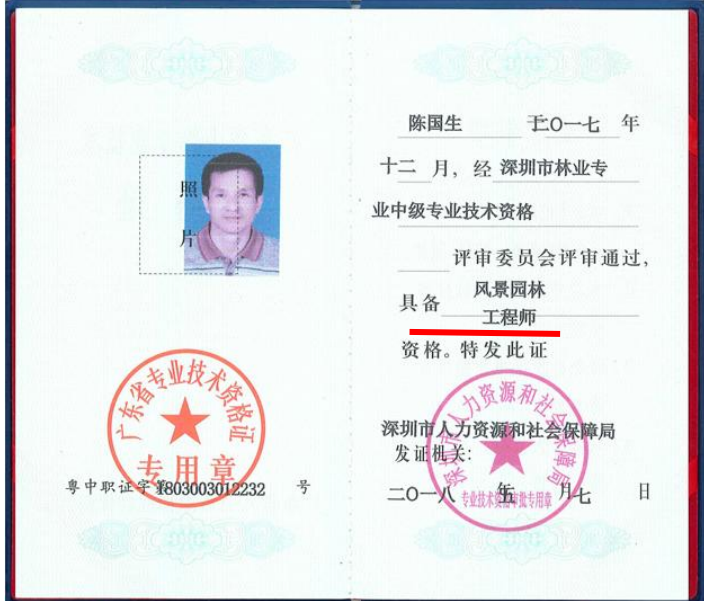 照
片
广东省专业技术资格证
专用章
粤中职证字第1803003012232 号
陈国生 于二〇一七 年
十二 月，经 深圳市林业专
业中级专业技术资格
评审委员会评审通过，
具备 风景园林
工程师
资格。特发此证
深圳市人力资源和社会保障局
发证机关：
二〇一八 年 五 月七 日
深圳市人力资源和社会保障局
专业技术资格审批专用章